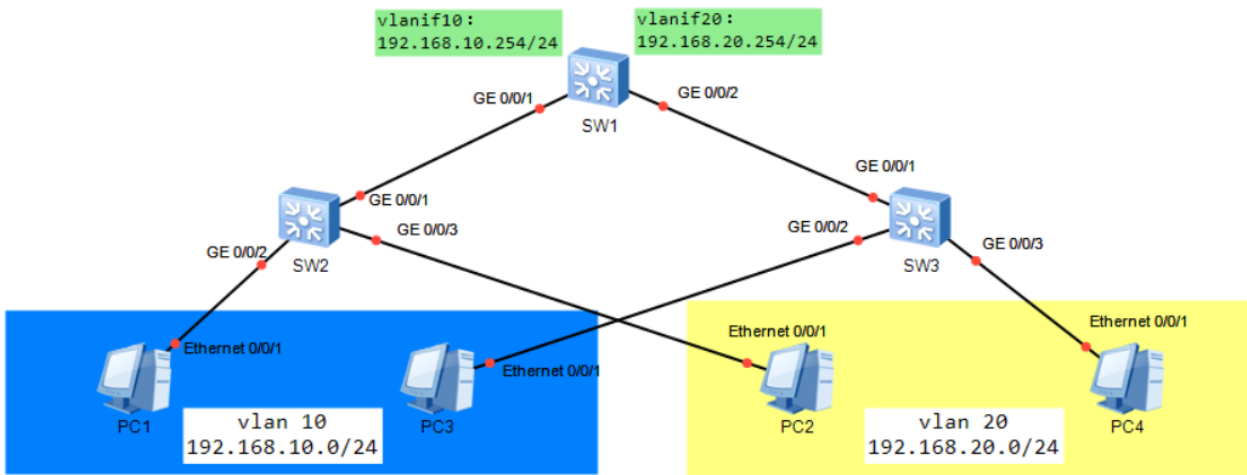 vlanif10:
192.168.10.254/24
vlanif20:
192.168.20.254/24
GE 0/0/1
GE 0/0/2
SW1
GE 0/0/1
GE 0/0/1
GE 0/0/3
GE 0/0/2
GE 0/0/2
GE 0/0/3
SW2
SW3
Ethernet 0/0/1
Ethernet 0/0/1
Ethernet 0/0/1
Ethernet 0/0/1
PC1
vlan 10
192.168.10.0/24
PC3
PC2
vlan 20
192.168.20.0/24
PC4